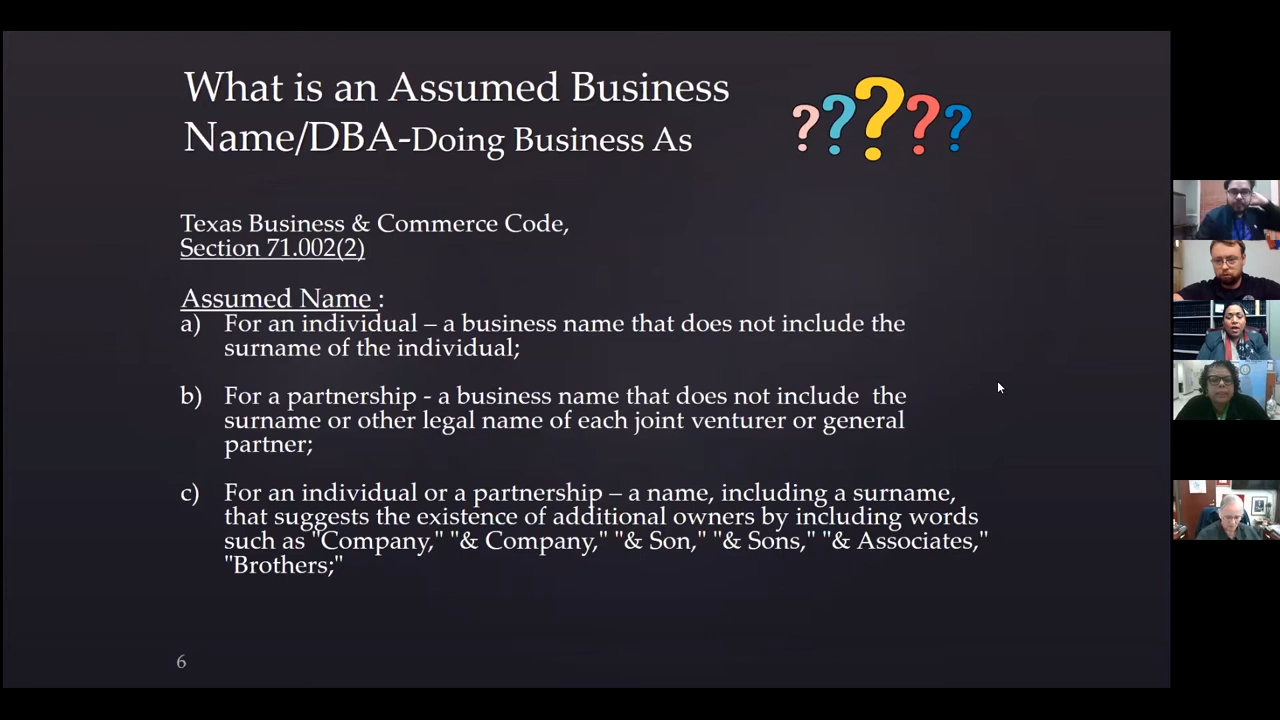 What is an Assumed Business
Name/DBA-Doing Business As
?????
Texas Business & Commerce Code,
Section 71.002(2)
Assumed Name :
a) For an individual – a business name that does not include the
surname of the individual;
b) For a partnership - a business name that does not include the
surname or other legal name of each joint venturer or general
partner;
c) For an individual or a partnership – a name, including a surname,
that suggests the existence of additional owners by including words
such as "Company," "& Company," "& Son," "& Sons," "& Associates,"
"Brothers;"
6